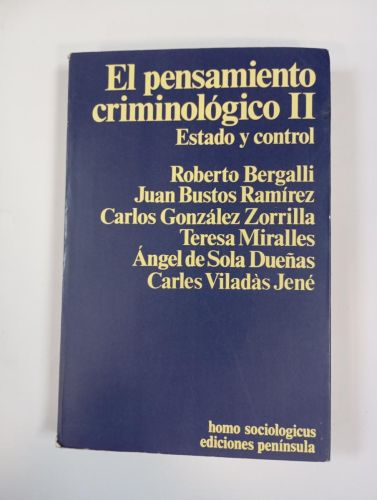 El pensamiento
criminológico II
Estado y control
Roberto Bergalli
Juan Bustos Ramírez
Carlos González Zorrilla
Teresa Miralles
Ángel de Sola Dueñas
Carles Viladàs Jené
homo sociologicus
ediciones península